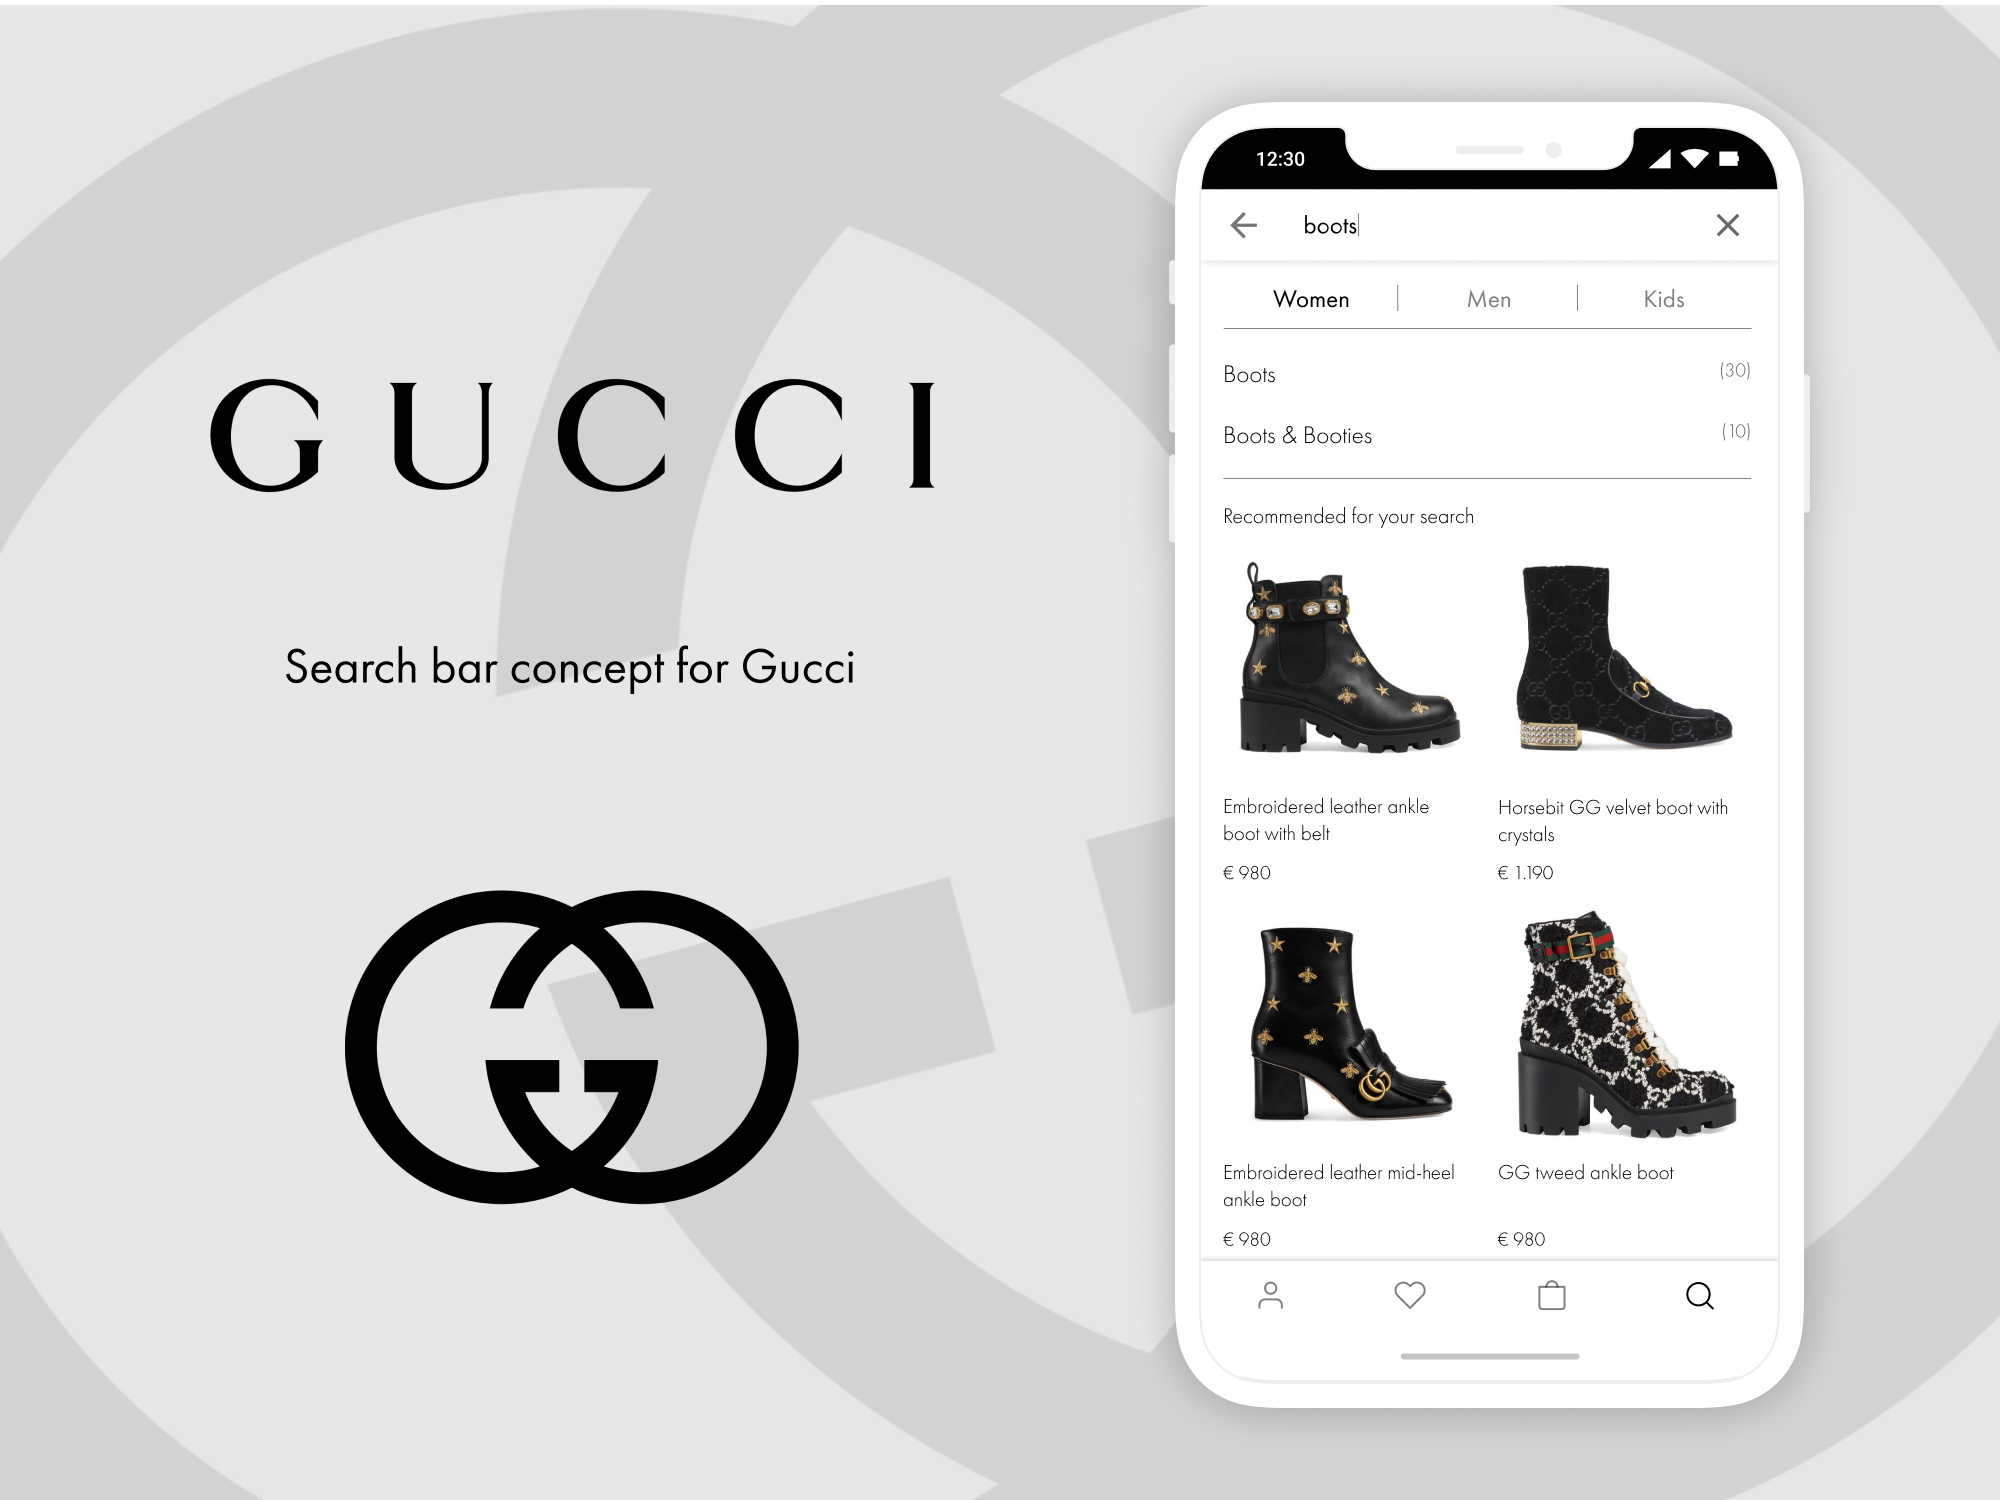 GUCCI
Search bar concept for Gucci
12:30
boots
Women Men Kids
Boots (30)
Boots & Booties (10)
Recommended for your search
Embroidered leather ankle
boot with belt
€ 980
Horsebit GG velvet boot with
crystals
€ 1.190
Embroidered leather mid-heel
ankle boot
€ 980
GG tweed ankle boot
€ 980